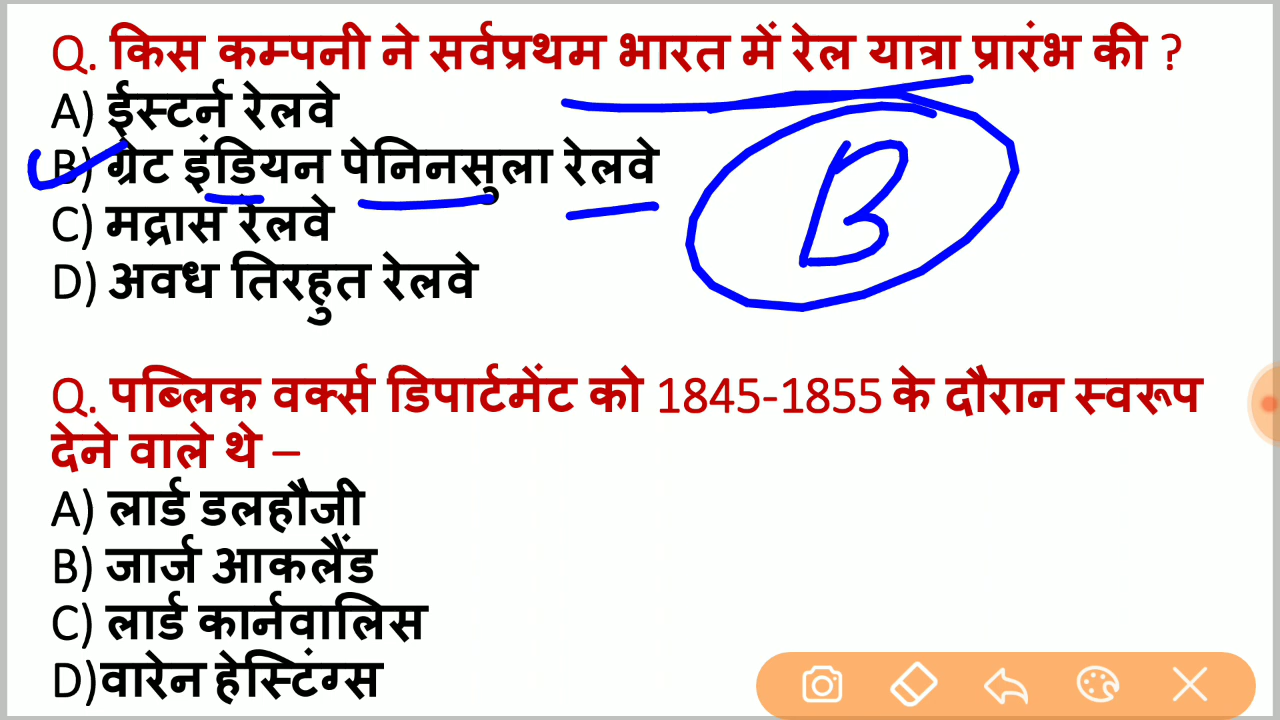 Q. किस कम्पनी ने सर्वप्रथम भारत में रेल यात्रा प्रारंभ की ?
A) ईस्टर्न रेलवे
B) ग्रेट इंडियन पेनिनसुला रेलवे
B
C) मद्रास रेलवे
D) अवध तिरहुत रेलवे
Q. पब्लिक वर्क्स डिपार्टमेंट को 1845-1855 के दौरान स्वरूप
देने वाले थे –
A) लार्ड डलहौजी
B) जार्ज आकलैंड
C) लार्ड कार्नवालिस
D)वारेन हेस्टिंग्स